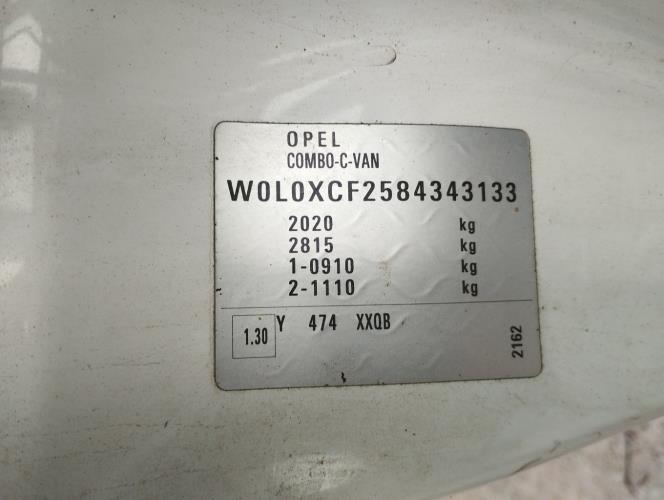 OPEL
COMBO-C-VAN
W0L0XCF2584343133
2020 kg
2815 kg
1-0910 kg
2-1110 kg
1.30 Y 474 XXQB
2162